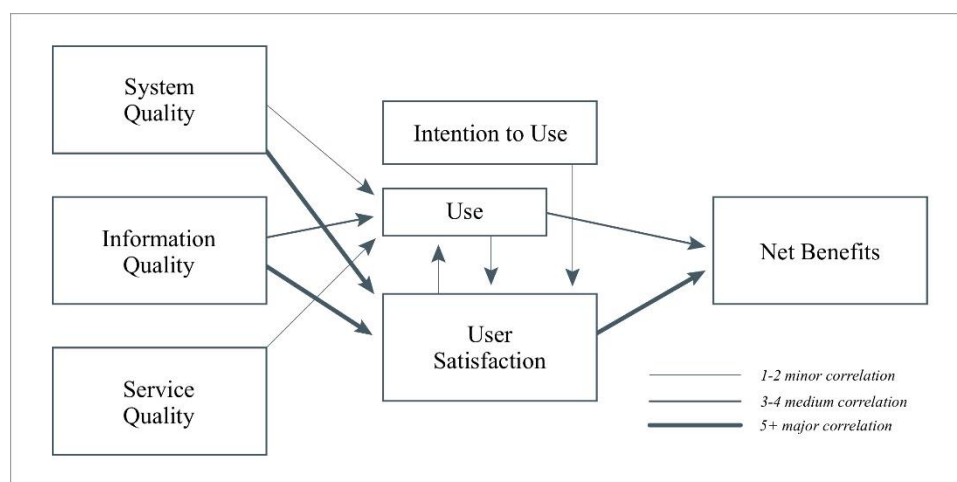 System
Quality
Intention to Use
Use
Information
Quality
Net Benefits
User
Satisfaction
Service
Quality
1-2 minor correlation
3-4 medium correlation
5+ major correlation